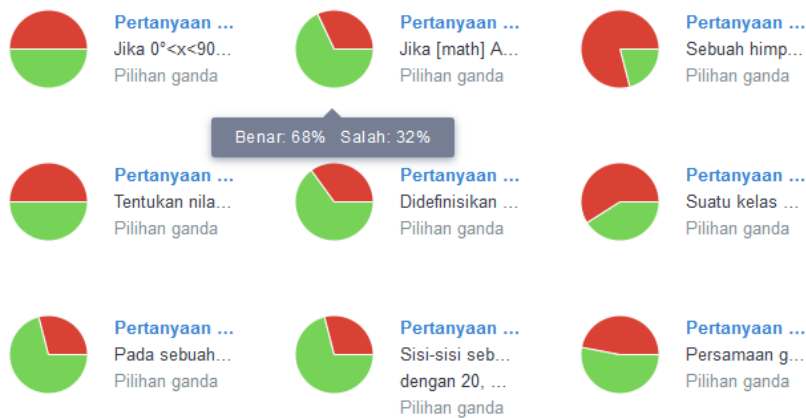 Pertanyaan ...
Jika 0°<x<90...
Pilihan ganda
Pertanyaan ...
Jika [math] A...
Pilihan ganda
Pertanyaan ...
Sebuah himp...
Pilihan ganda
Benar: 68% Salah: 32%
Pertanyaan ...
Tentukan nila...
Pilihan ganda
Pertanyaan ...
Didefinisikan ...
Pilihan ganda
Pertanyaan ...
Suatu kelas ...
Pilihan ganda
Pertanyaan ...
Pada sebuah...
Pilihan ganda
Pertanyaan ...
Sisi-sisi seb...
dengan 20, ...
Pilihan ganda
Pertanyaan ...
Persamaan g...
Pilihan ganda